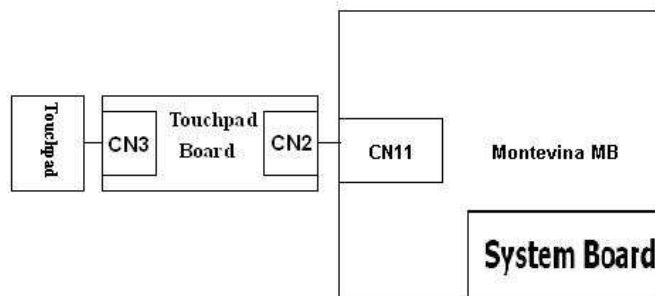 Touchpad
CN3
Touchpad
Board
CN2
CN11
Montevina MB
System Board